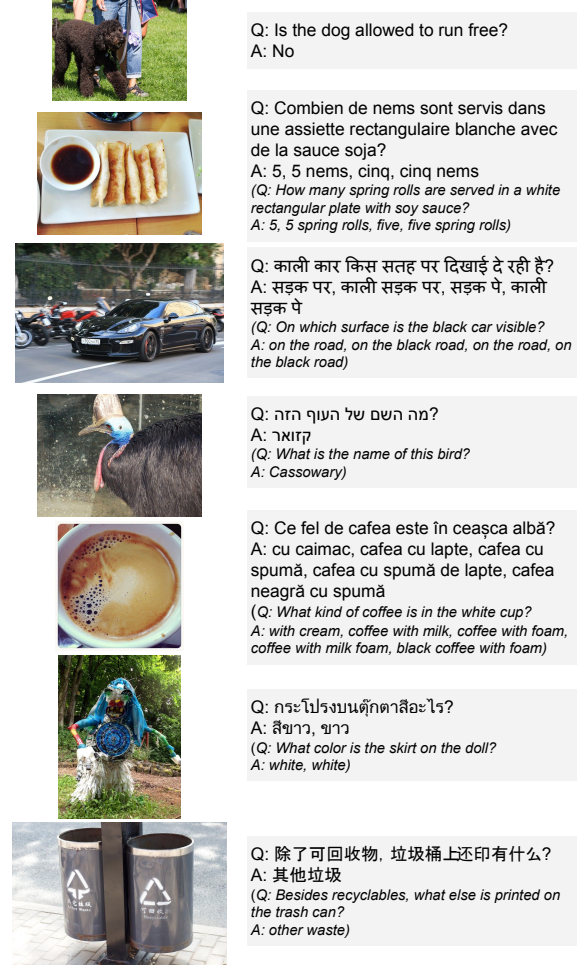 Q: Is the dog allowed to run free?
A: No
Q: Combien de nems sont servis dans
une assiette rectangulaire blanche avec
de la sauce soja?
A: 5, 5 nems, cinq, cinq nems
(Q: How many spring rolls are served in a white
rectangular plate with soy sauce?
A: 5, 5 spring rolls, five, five spring rolls)
Q: काली कार किस सतह पर दिखाई दे रही है?
A: सड़क पर, काली सड़क पर, सड़क पे, काली
सड़क पे
(Q: On which surface is the black car visible?
A: on the road, on the black road, on the road, on
the black road)
Q: מה השם של העוף הזה?
A: קזואר
(Q: What is the name of this bird?
A: Cassowary)
Q: Ce fel de cafea este în ceașca albă?
A: cu caimac, cafea cu lapte, cafea cu
spumă, cafea cu spumă de lapte, cafea
neagră cu spumă
(Q: What kind of coffee is in the white cup?
A: with cream, coffee with milk, coffee with foam,
coffee with milk foam, black coffee with foam)
Q: กระโปรงบนตุ๊กตาสีอะไร?
A: สีขาว, ขาว
(Q: What color is the skirt on the doll?
A: white, white)
Q: 除了可回收物, 垃圾桶上还印有什么?
A: 其他垃圾
(Q: Besides recyclables, what else is printed on
the trash can?
A: other waste)